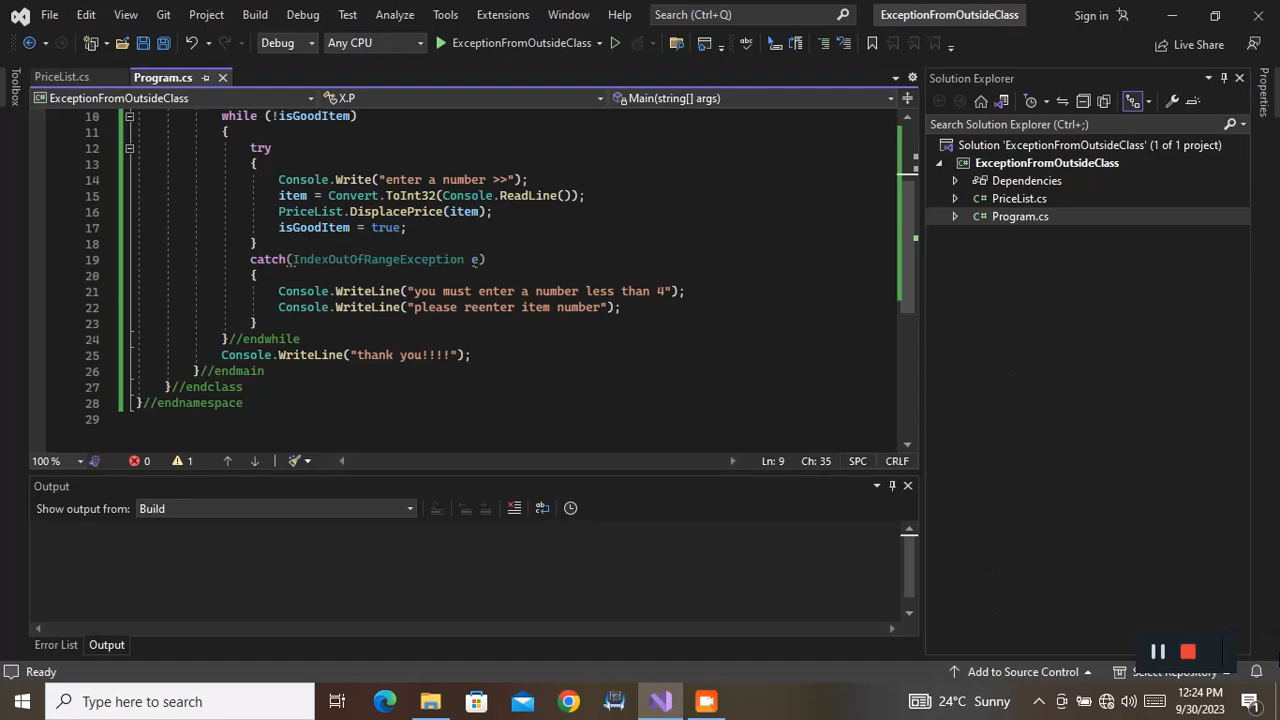 File Edit View Git Project Build Debug Test Analyze Tools Extensions Window Help Search (Ctrl+Q) ExceptionFromOutsideClass Sign in
Debug Any CPU ExceptionFromOutsideClass Live Share
Toolbox
PriceList.cs Program.cs
ExceptionFromOutsideClass X.P Main(string[] args)
10 while (!isGoodItem)
11 {
12 try
13 {
14 Console.Write("enter a number >>");
15 item = Convert.ToInt32(Console.ReadLine());
16 PriceList.DisplacePrice(item);
17 isGoodItem = true;
18 }
19 catch(IndexOutOfRangeException e)
20 {
21 Console.WriteLine("you must enter a number less than 4");
22 Console.WriteLine("please reenter item number");
23 }
24 }//endwhile
25 Console.WriteLine("thank you!!!!");
26 }//endmain
27 }//endclass
28 }//endnamespace
29
100 % 0 1 Ln: 9 Ch: 35 SPC CRLF
Output
Show output from: Build
Error List Output
Solution Explorer
Search Solution Explorer (Ctrl+;)
Solution 'ExceptionFromOutsideClass' (1 of 1 project)
ExceptionFromOutsideClass
Dependencies
C# PriceList.cs
C# Program.cs
Properties
Ready Add to Source Control Select Repository
Type here to search 24°C Sunny 12:24 PM
9/30/2023
1